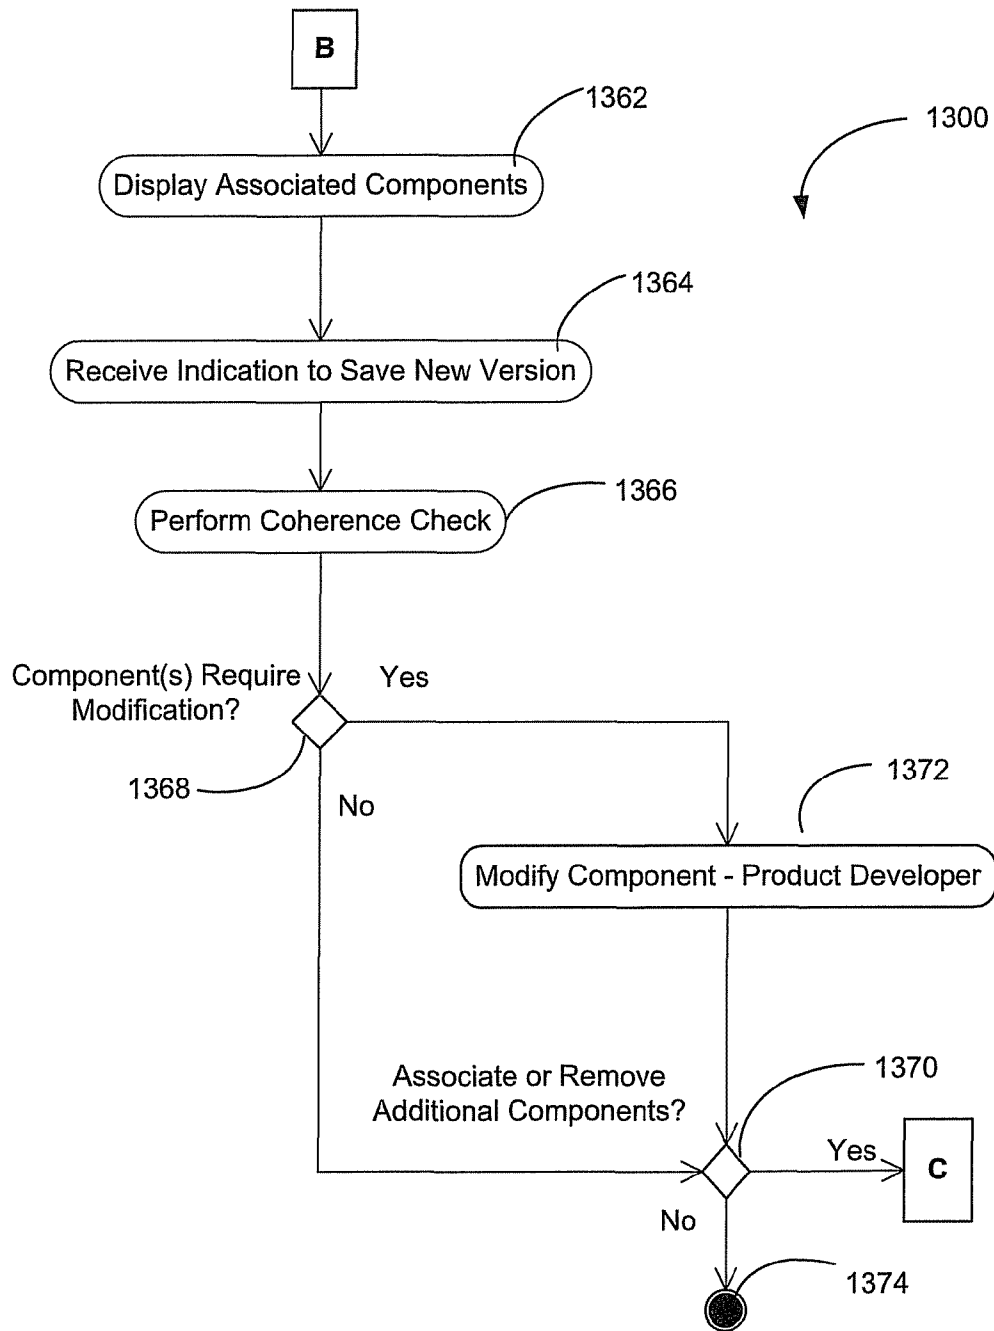 B
1362
1300
Display Associated Components
1364
Receive Indication to Save New Version
1366
Perform Coherence Check
Component(s) Require
Modification?
Yes
1368
No
1372
Modify Component - Product Developer
1370
Associate or Remove
Additional Components?
Yes
C
No
1374